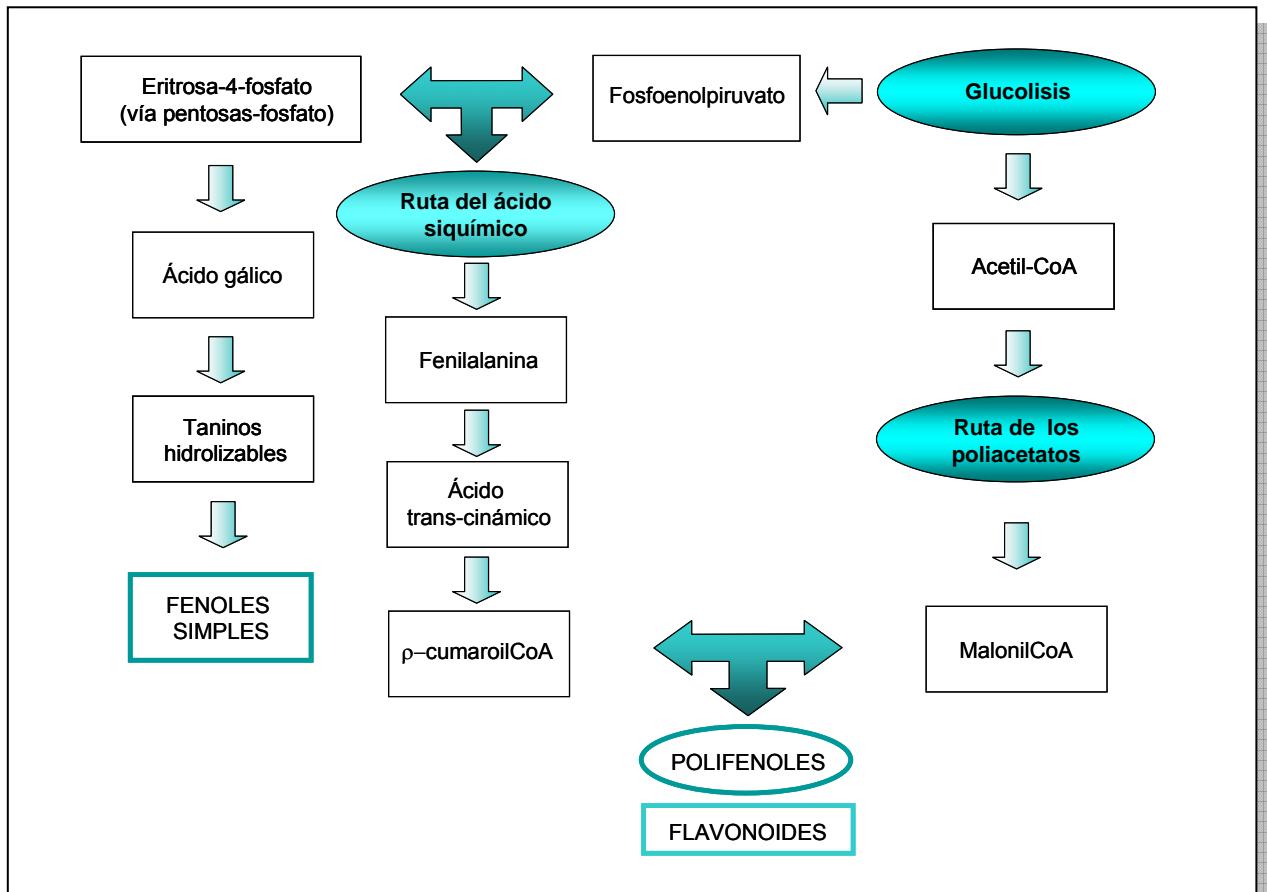 Eritrosa-4-fosfato
(vía pentosas-fosfato)
Fosfoenolpiruvato
Glucolisis
Ruta del ácido
siquímico
Ácido gálico
Acetil-CoA
Fenilalanina
Taninos
hidrolizables
Ruta de los
poliacetatos
Ácido
trans-cinámico
FENOLES
SIMPLES
ρ−cumaroilCoA
MalonilCoA
POLIFENOLES
FLAVONOIDES